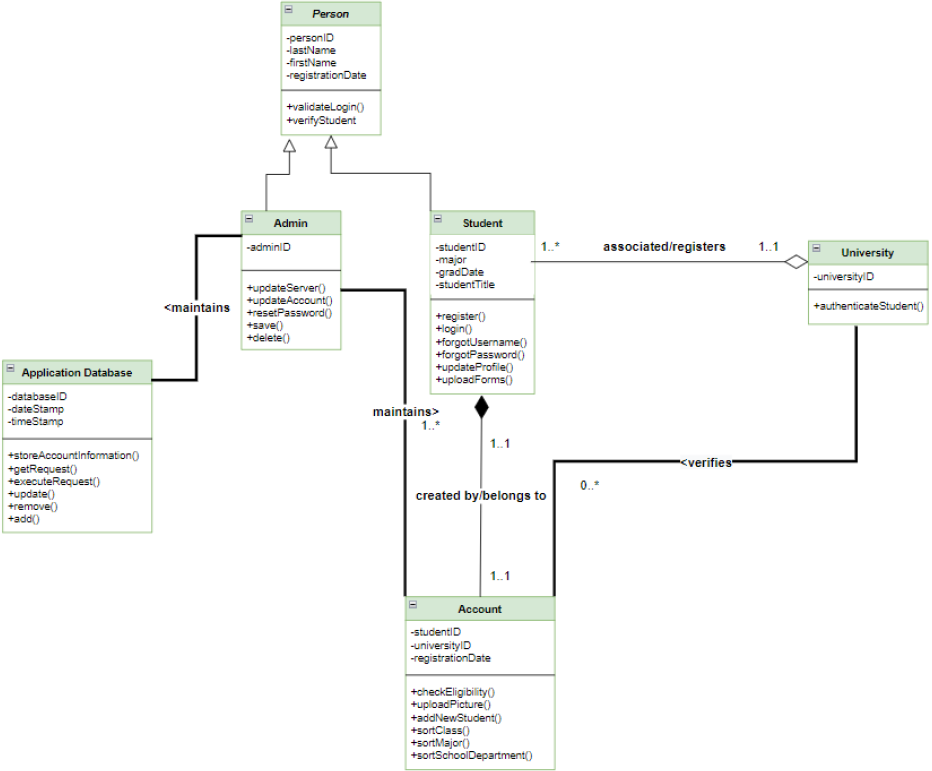 Person
-personID
-lastName
-firstName
-registrationDate
+validateLogin()
+verifyStudent
Admin
-adminID
+updateServer()
+updateAccount()
+resetPassword()
+save()
+delete()
Student
-studentID
-major
-gradDate
-studentTitle
+register()
+login()
+forgotUsername()
+forgotPassword()
+updateProfile()
+uploadForms()
1..*
associated/registers
1..1
University
-universityID
+authenticateStudent()
<maintains
Application Database
-databaseID
-dateStamp
-timeStamp
+storeAccountInformation()
+getRequest()
+executeRequest()
+update()
+remove()
+add()
maintains>
1..*
1..1
created by/belongs to
1..1
<verifies
0..*
Account
-studentID
-universityID
-registrationDate
+checkEligibility()
+uploadPicture()
+addNewStudent()
+sortClass()
+sortMajor()
+sortSchoolDepartment()